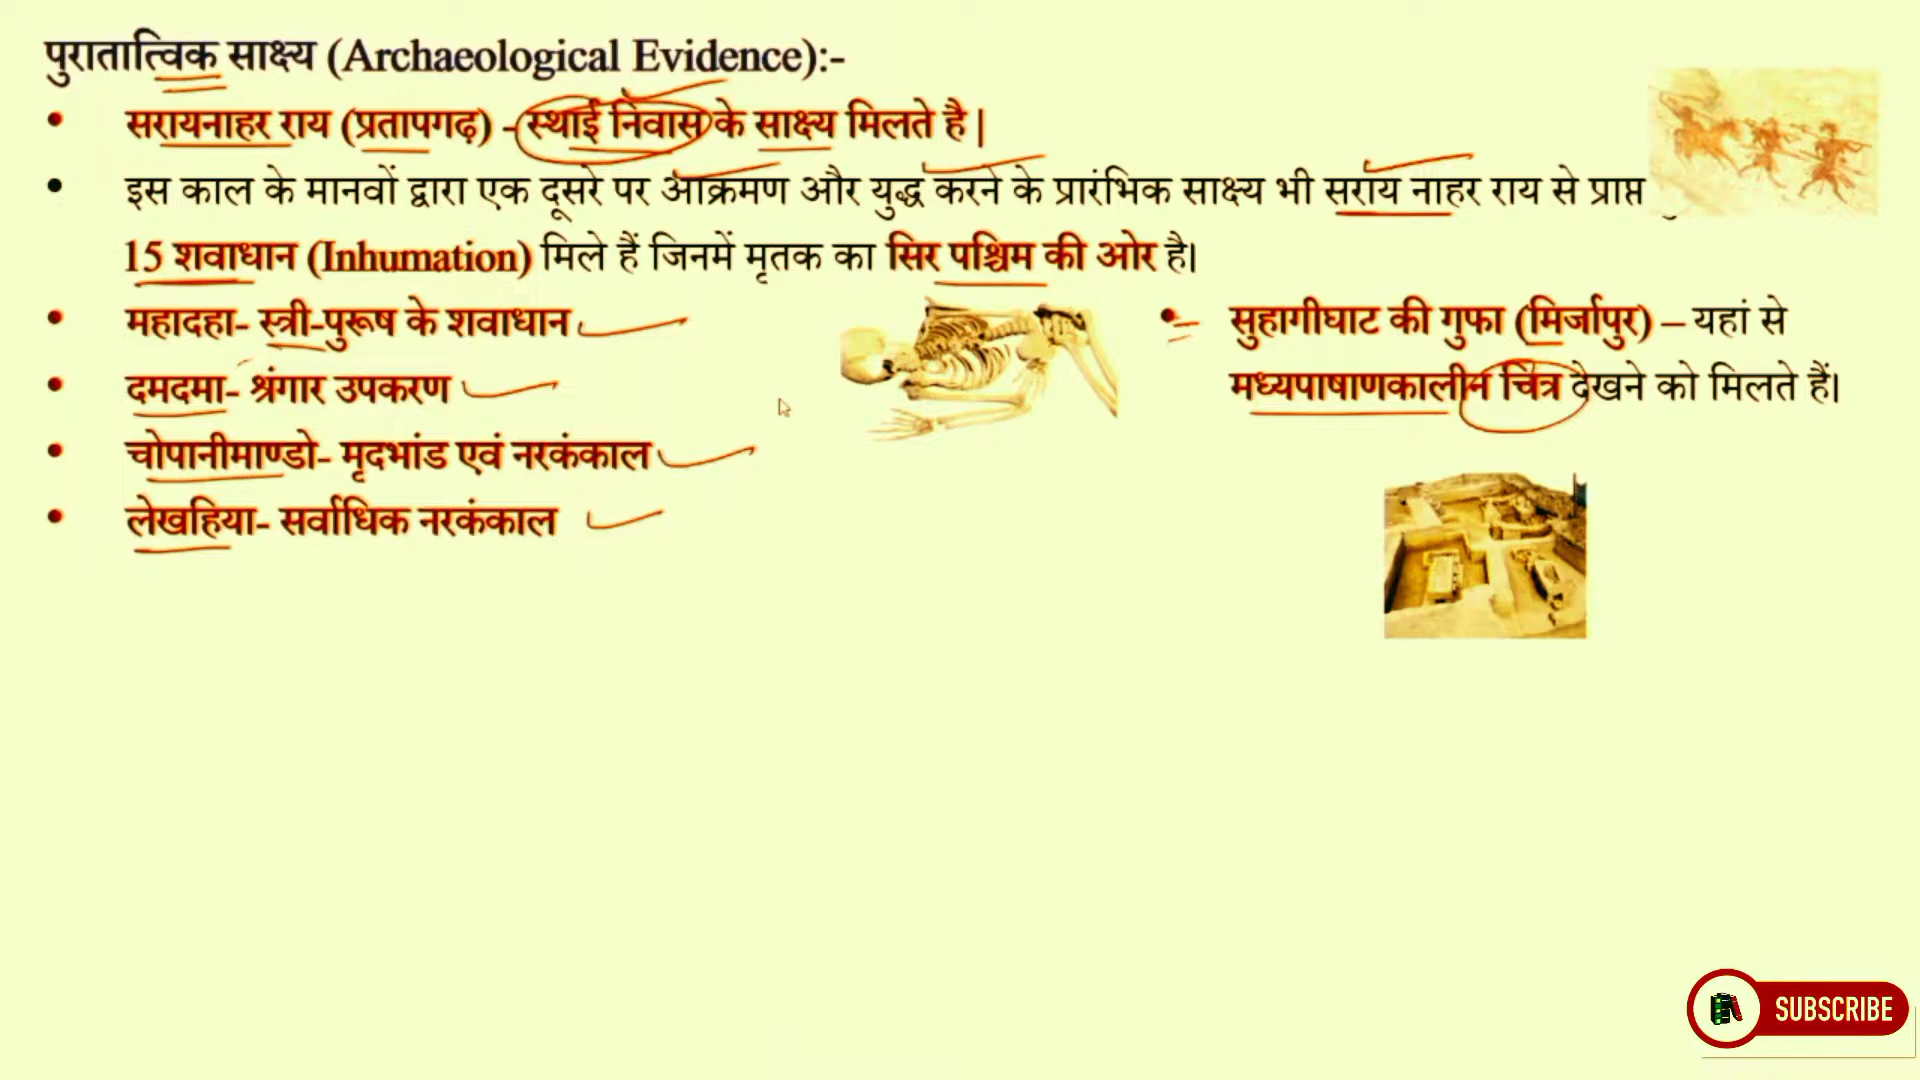 पुरातात्विक साक्ष्य (Archaeological Evidence):-
• सरायनाहर राय (प्रतापगढ़) - स्थाई निवास के साक्ष्य मिलते है |
• इस काल के मानवों द्वारा एक दूसरे पर आक्रमण और युद्ध करने के प्रारंभिक साक्ष्य भी सराय नाहर राय से प्राप्त
15 शवाधान (Inhumation) मिले हैं जिनमें मृतक का सिर पश्चिम की ओर है।
• महादहा- स्त्री-पुरूष के शवाधान
• दमदमा- श्रंगार उपकरण
• चोपानीमाण्डो- मृदभांड एवं नरकंकाल
• लेखहिया- सर्वाधिक नरकंकाल
• सुहागीघाट की गुफा (मिर्जापुर) – यहां से
मध्यपाषाणकालीन चित्र देखने को मिलते हैं।
SUBSCRIBE